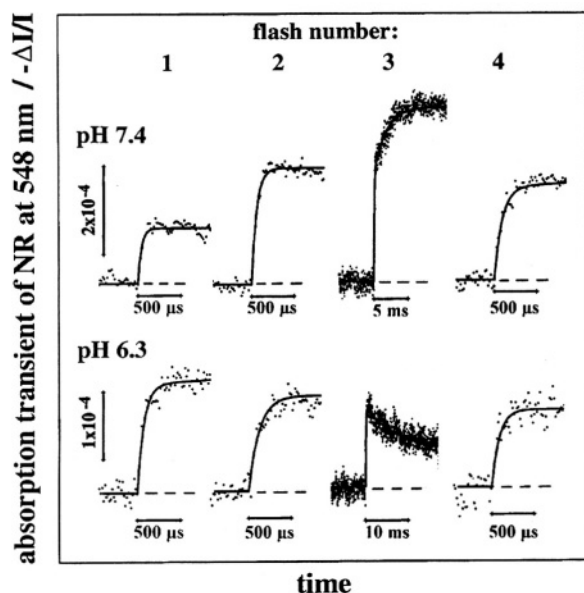 flash number:
1 2 3 4
pH 7.4
2x10⁻⁴
500 µs 500 µs 5 ms 500 µs
pH 6.3
1x10⁻⁴
500 µs 500 µs 10 ms 500 µs
time
absorption transient of NR at 548 nm / -ΔI/I